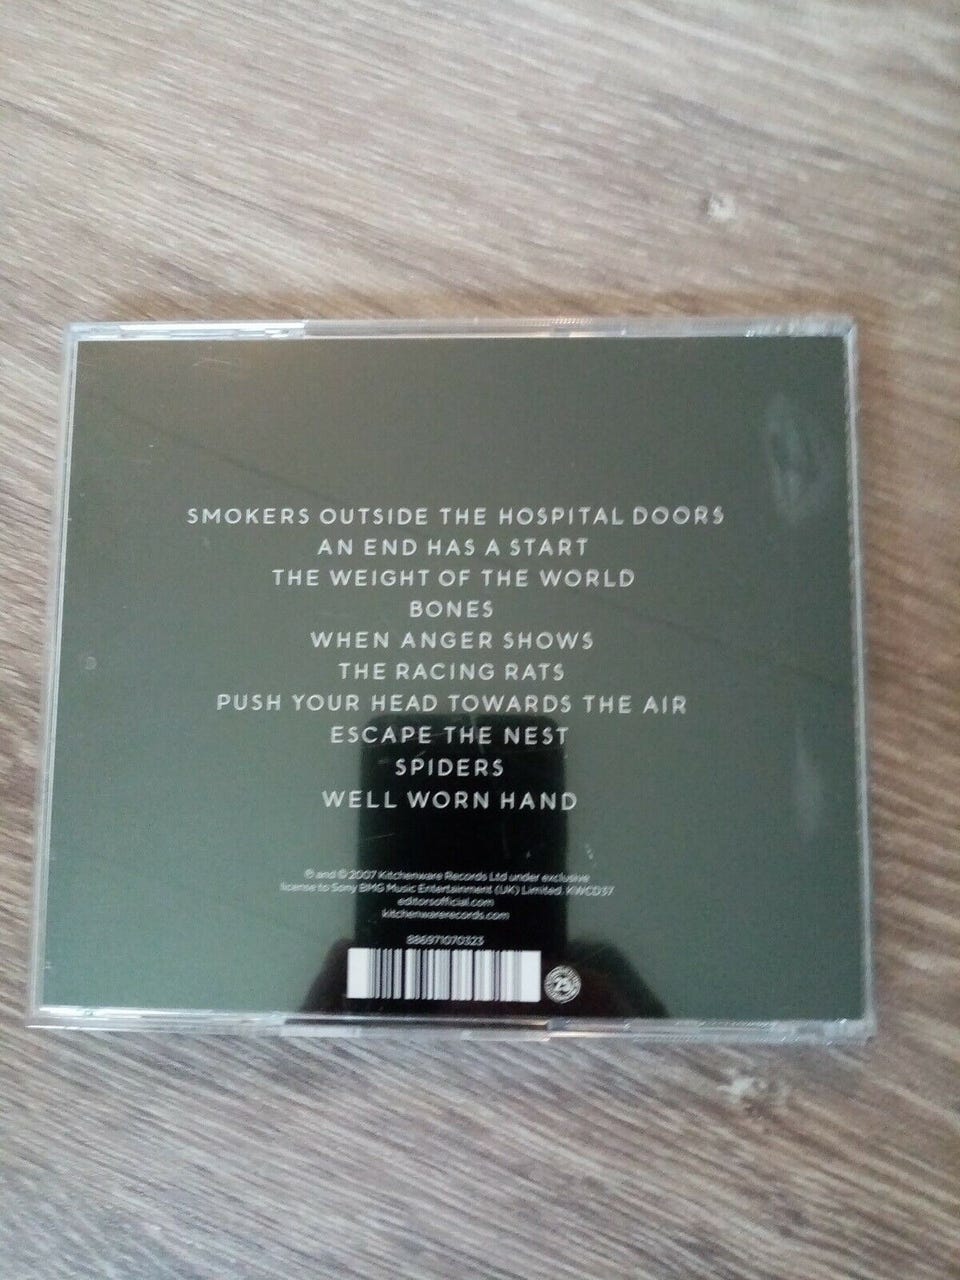 SMOKERS OUTSIDE THE HOSPITAL DOORS
AN END HAS A START
THE WEIGHT OF THE WORLD
BONES
WHEN ANGER SHOWS
THE RACING RATS
PUSH YOUR HEAD TOWARDS THE AIR
ESCAPE THE NEST
SPIDERS
WELL WORN HAND
℗ and © 2007 Kitchenware Records Ltd under exclusive
license to Sony BMG Music Entertainment (UK) Limited. KWCD37
editorsofficial.com
kitchenwarerecords.com
886971070323
25